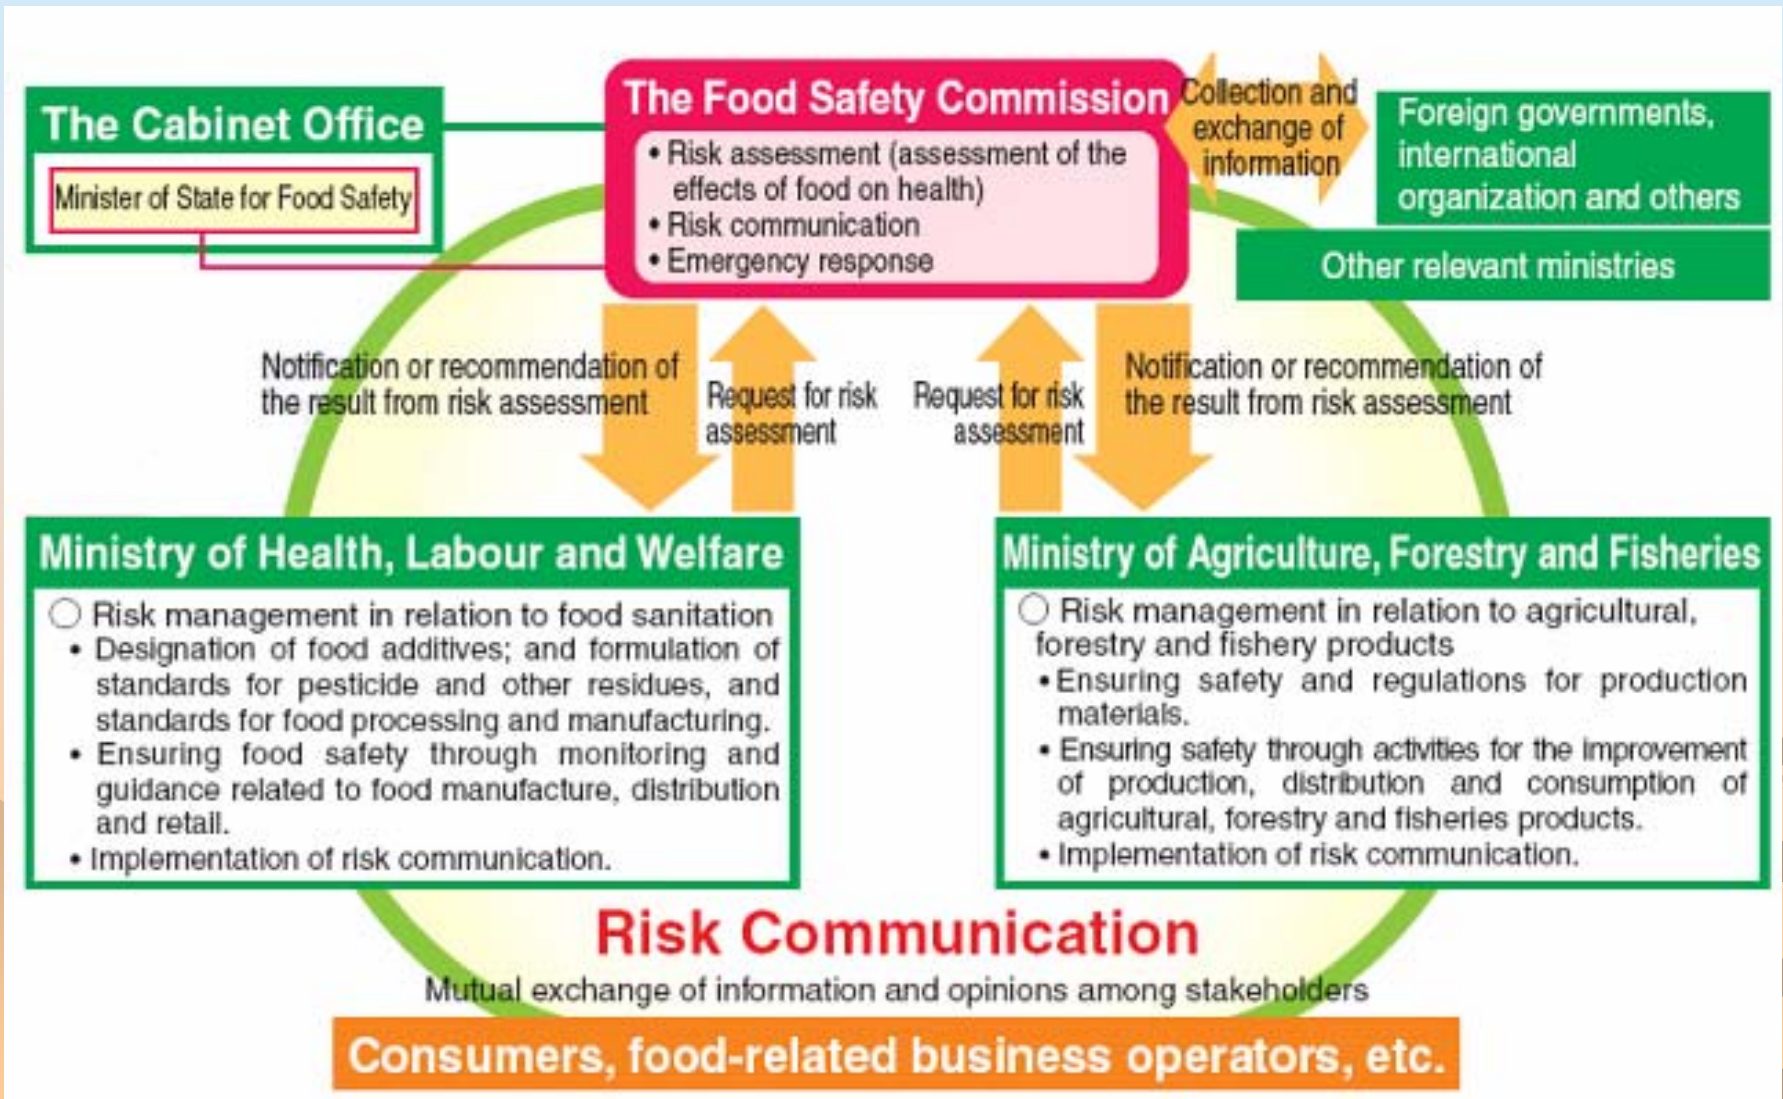 The Cabinet Office
Minister of State for Food Safety
The Food Safety Commission
• Risk assessment (assessment of the
effects of food on health)
• Risk communication
• Emergency response
Collection and
exchange of
information
Foreign governments,
international
organization and others
Other relevant ministries
Notification or recommendation of
the result from risk assessment
Request for risk
assessment
Request for risk
assessment
Notification or recommendation of
the result from risk assessment
Ministry of Health, Labour and Welfare
○ Risk management in relation to food sanitation
• Designation of food additives; and formulation of
standards for pesticide and other residues, and
standards for food processing and manufacturing.
• Ensuring food safety through monitoring and
guidance related to food manufacture, distribution
and retail.
• Implementation of risk communication.
Ministry of Agriculture, Forestry and Fisheries
○ Risk management in relation to agricultural,
forestry and fishery products
• Ensuring safety and regulations for production
materials.
• Ensuring safety through activities for the improvement
of production, distribution and consumption of
agricultural, forestry and fisheries products.
• Implementation of risk communication.
Risk Communication
Mutual exchange of information and opinions among stakeholders
Consumers, food-related business operators, etc.